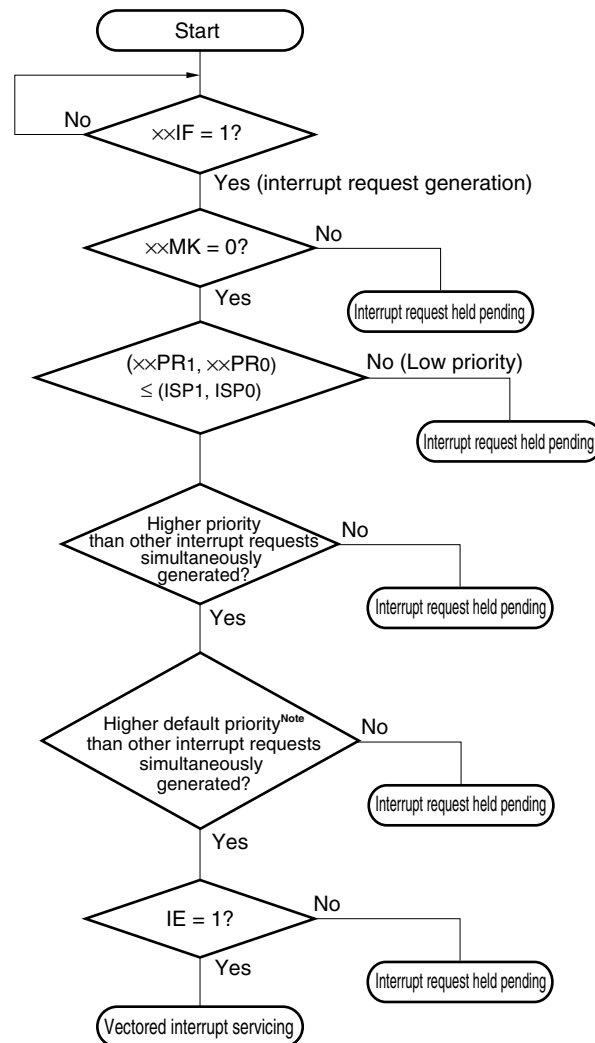 Start
No
××IF = 1?
Yes (interrupt request generation)
××MK = 0?
No
Yes
Interrupt request held pending
(××PR1, ××PR0)
≤ (ISP1, ISP0)
No (Low priority)
Interrupt request held pending
Higher priority
than other interrupt requests
simultaneously
generated?
No
Interrupt request held pending
Yes
Higher default priorityNote
than other interrupt requests
simultaneously
generated?
No
Interrupt request held pending
Yes
IE = 1?
No
Yes
Interrupt request held pending
Vectored interrupt servicing